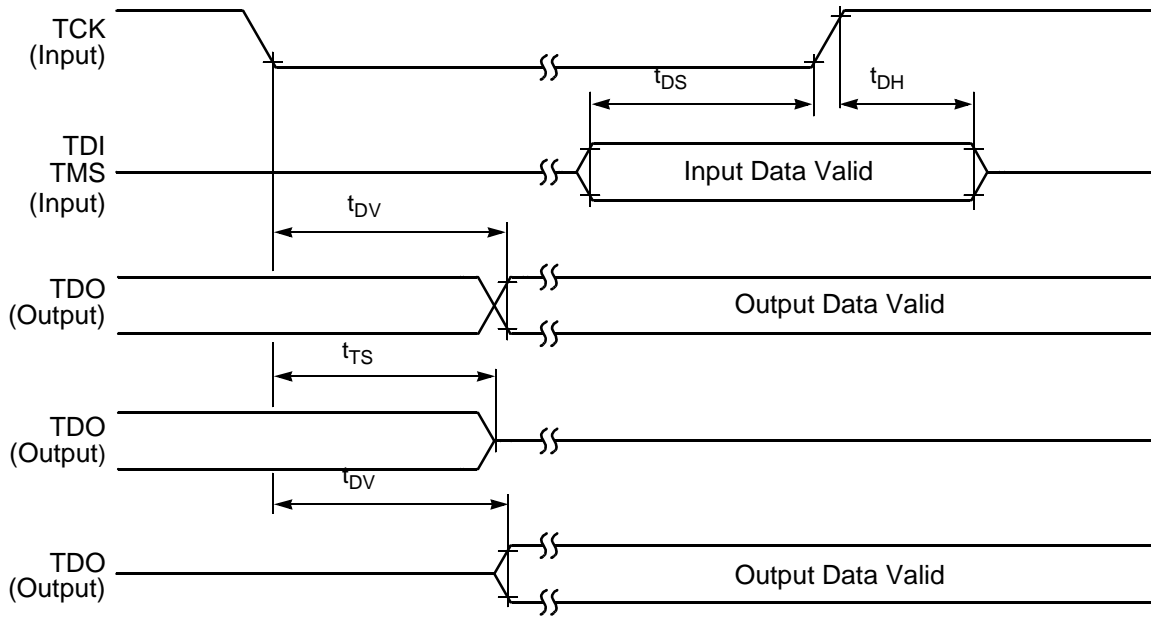 TCK
(Input)
tDS
tDH
TDI
TMS
(Input)
Input Data Valid
tDV
TDO
(Output)
Output Data Valid
tTS
TDO
(Output)
tDV
TDO
(Output)
Output Data Valid